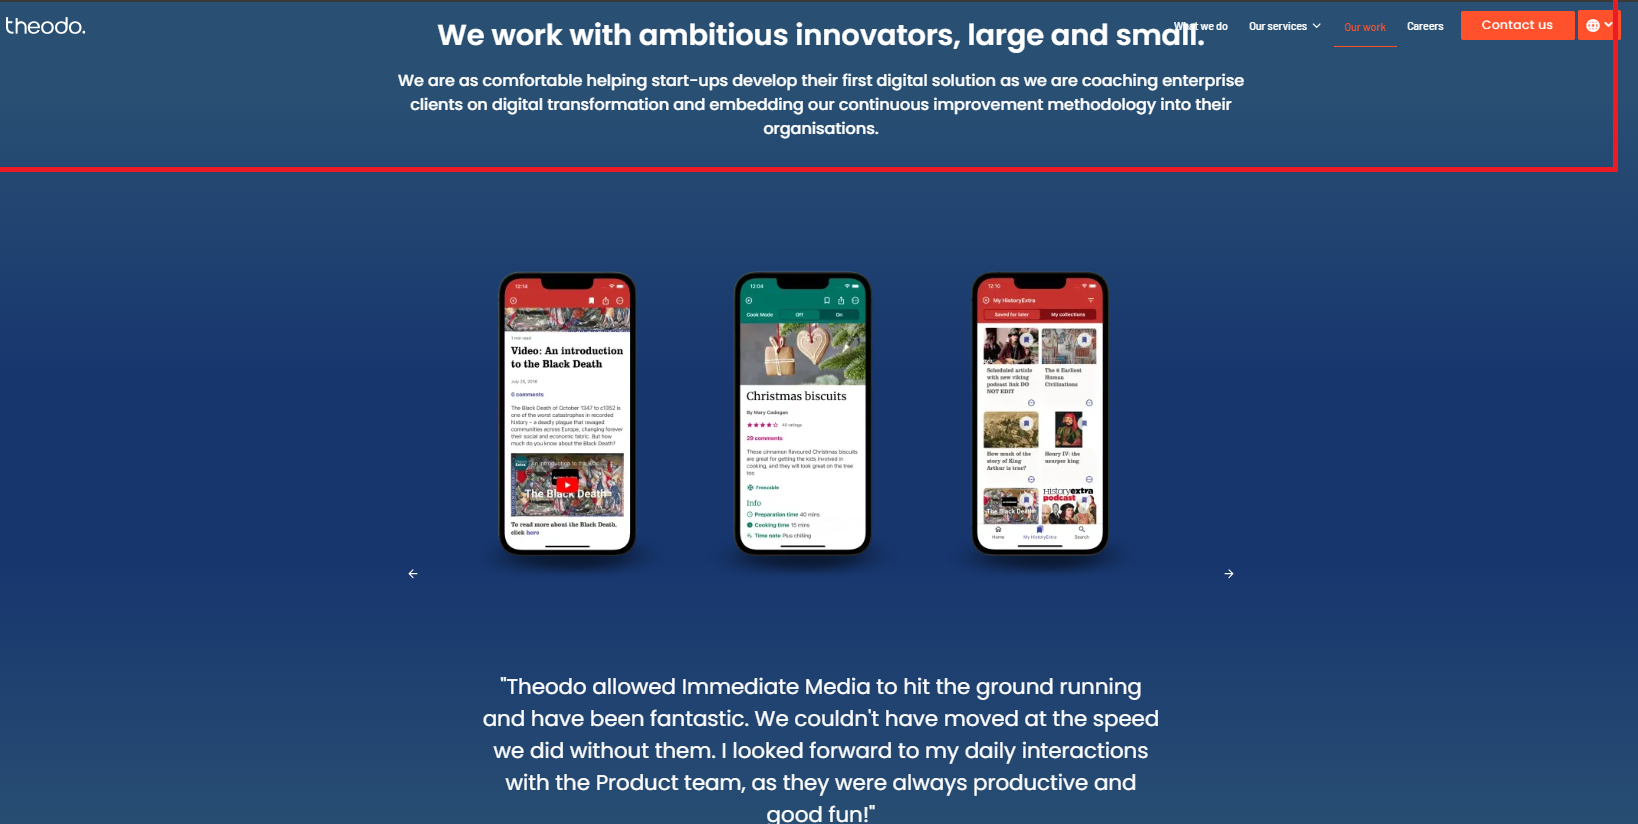 theodo.
What we do
Our services
Our work
Careers
Contact us
We work with ambitious innovators, large and small.
We are as comfortable helping start-ups develop their first digital solution as we are coaching enterprise
clients on digital transformation and embedding our continuous improvement methodology into their
organisations.
12:14
Video: An introduction
to the Black Death
July 25, 2016
0 comments
The Black Death of October 1347 to c1352 is
one of the worst catastrophes in recorded
history – a deadly plague that ravaged
communities across Europe, changing forever
their social and economic fabric. But how
much do you know about the Black Death?
The Black Death
To read more about the Black Death,
click here
12:04
Cook Mode
Off
On
Christmas biscuits
By Mary Cadogan
40 ratings
29 comments
These cinnamon flavoured Christmas biscuits
are great for getting the kids involved in
cooking, and they will look great on the tree
too
Freezable
Info
Preparation time 40 mins
Cooking time 15 mins
Time note Plus chilling
12:10
My HistoryExtra
Saved for later
My collections
Scheduled article
with new viking
podcast link DO
NOT EDIT
The 6 Earliest
Human
Civilizations
How much of the
story of King
Arthur is true?
Henry IV: the
usurper king
The Black Death
Historyextra
podcast
Home
My HistoryExtra
Search
"Theodo allowed Immediate Media to hit the ground running
and have been fantastic. We couldn't have moved at the speed
we did without them. I looked forward to my daily interactions
with the Product team, as they were always productive and
good fun!"